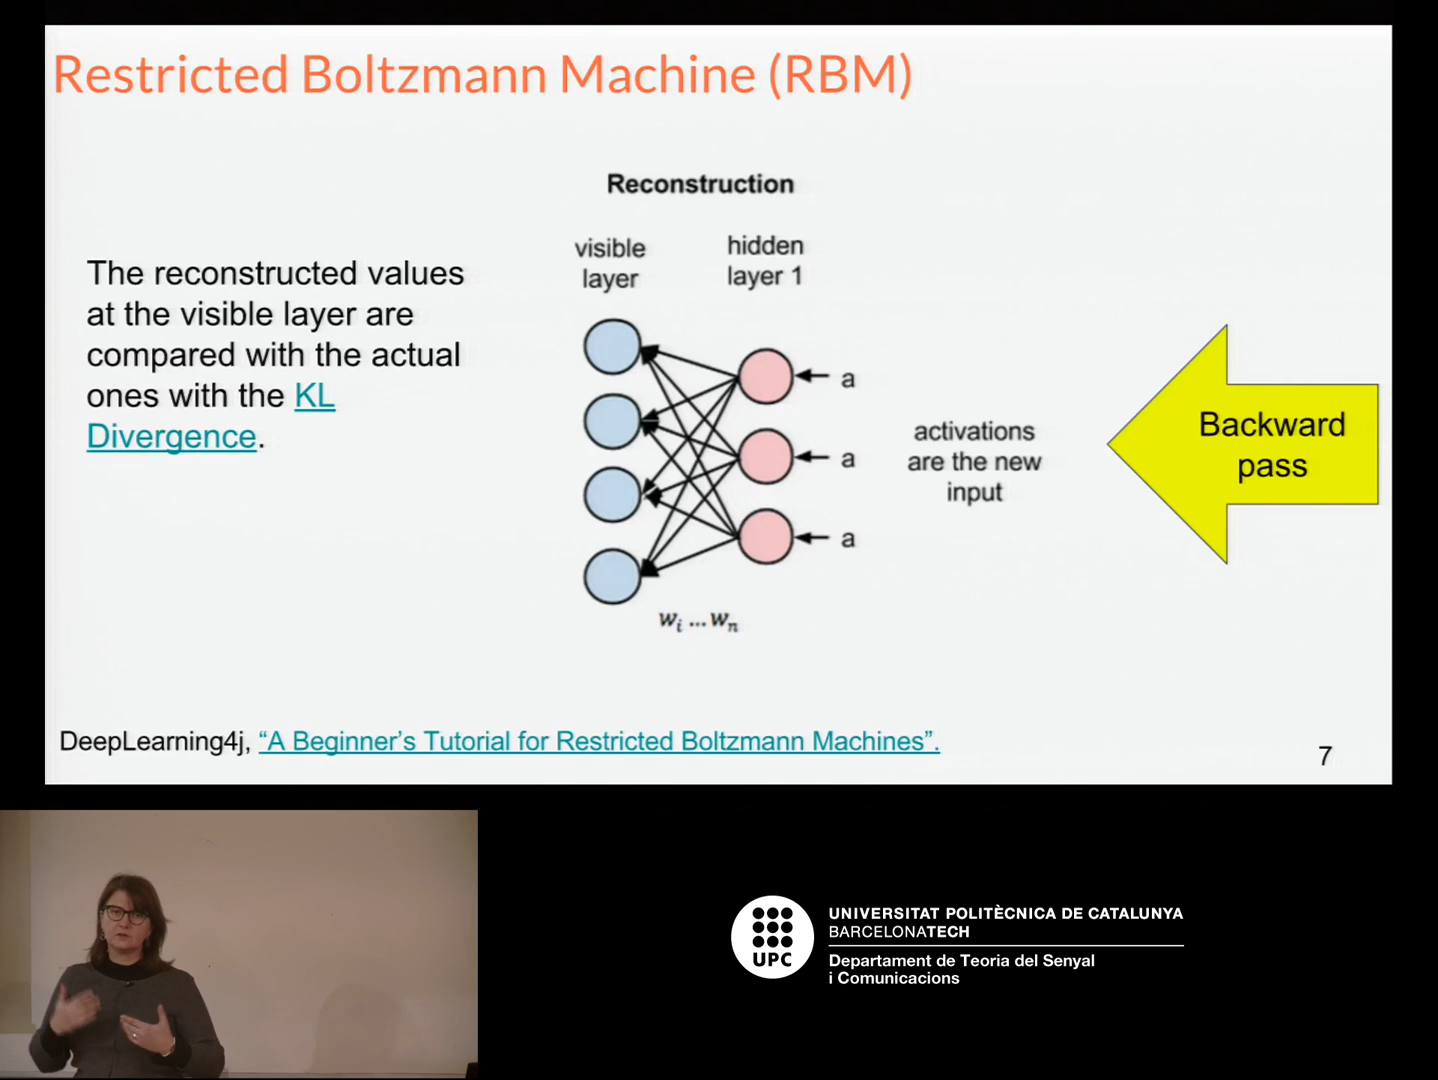 Restricted Boltzmann Machine (RBM)
Reconstruction
The reconstructed values
at the visible layer are
compared with the actual
ones with the KL
Divergence.
visible
layer
hidden
layer 1
a
a
a
activations
are the new
input
Backward
pass
wᵢ ... wₙ
DeepLearning4j, “A Beginner’s Tutorial for Restricted Boltzmann Machines”.
7
UPC
UNIVERSITAT POLITÈCNICA DE CATALUNYA
BARCELONATECH
Departament de Teoria del Senyal
i Comunicacions